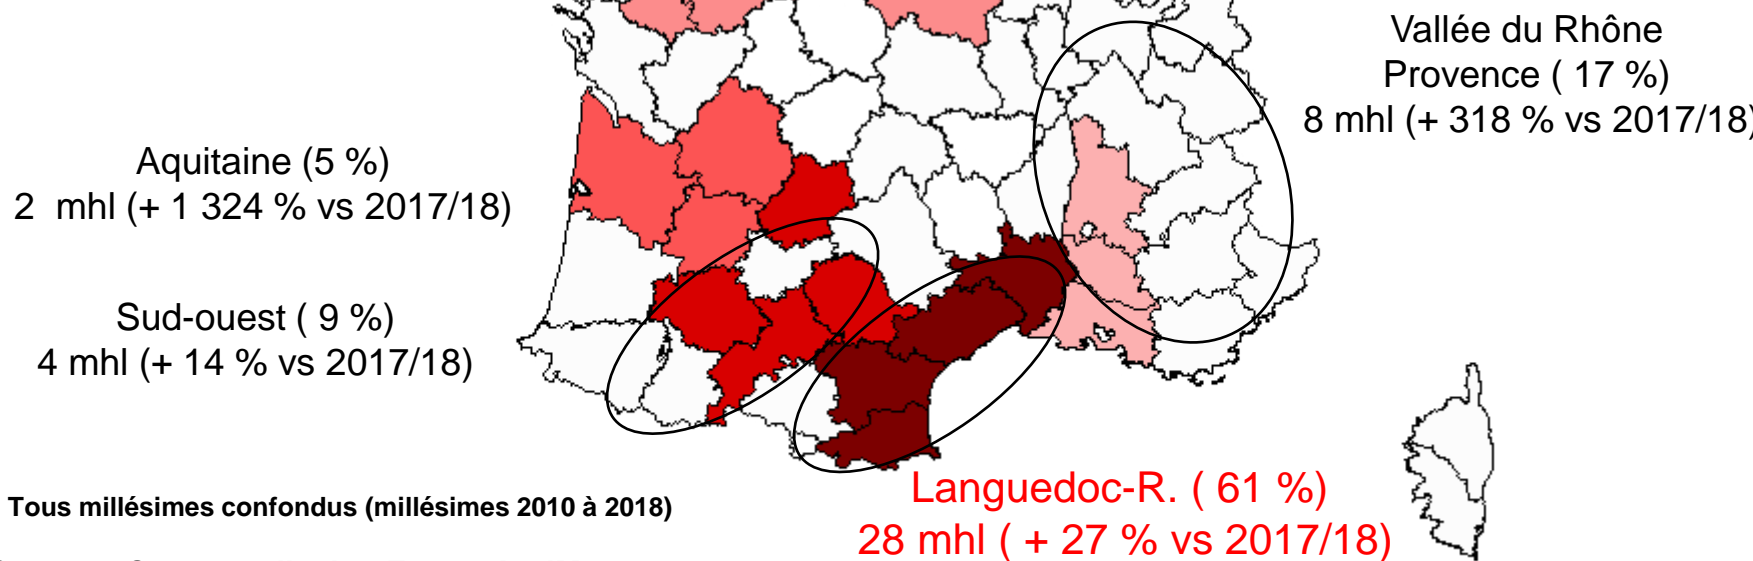 Vallée du Rhône
Provence ( 17 %)
8 mhl (+ 318 % vs 2017/18)
Aquitaine (5 %)
2 mhl (+ 1 324 % vs 2017/18)
Sud-ouest ( 9 %)
4 mhl (+ 14 % vs 2017/18)
Languedoc-R. ( 61 %)
28 mhl ( + 27 % vs 2017/18)
Tous millésimes confondus (millésimes 2010 à 2018)